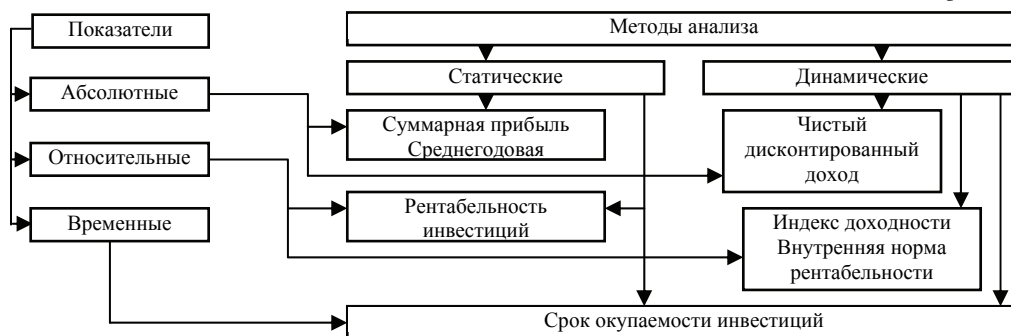 Показатели
Методы анализа
Статические
Динамические
Абсолютные
Суммарная прибыль
Среднегодовая
Чистый
дисконтированный
доход
Относительные
Рентабельность
инвестиций
Временные
Индекс доходности
Внутренняя норма
рентабельности
Срок окупаемости инвестиций